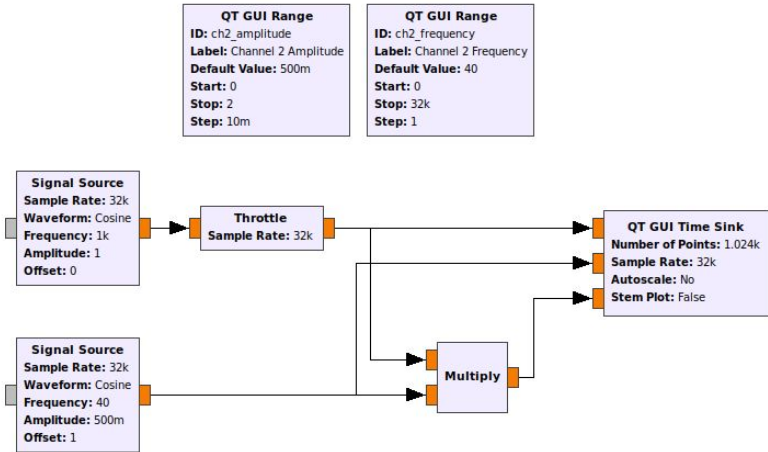 QT GUI Range
ID: ch2_amplitude
Label: Channel 2 Amplitude
Default Value: 500m
Start: 0
Stop: 2
Step: 10m
QT GUI Range
ID: ch2_frequency
Label: Channel 2 Frequency
Default Value: 40
Start: 0
Stop: 32k
Step: 1
Signal Source
Sample Rate: 32k
Waveform: Cosine
Frequency: 1k
Amplitude: 1
Offset: 0
Throttle
Sample Rate: 32k
QT GUI Time Sink
Number of Points: 1.024k
Sample Rate: 32k
Autoscale: No
Stem Plot: False
Signal Source
Sample Rate: 32k
Waveform: Cosine
Frequency: 40
Amplitude: 500m
Offset: 1
Multiply